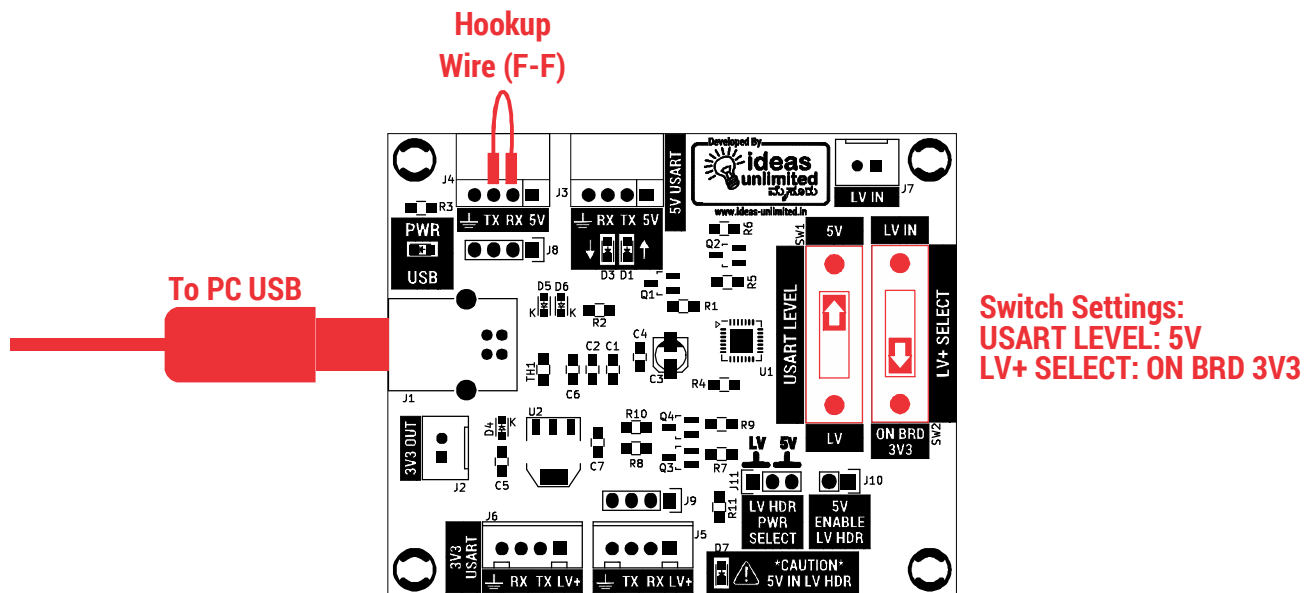 Hookup
Wire (F-F)
To PC USB
Switch Settings:
USART LEVEL: 5V
LV+ SELECT: ON BRD 3V3
Developed By
ideas
unlimited
ಮೈಸೂರು
www.ideas-unlimited.in
J4
R3
TX RX 5V
J3
RX TX 5V
5V USART
D3 D1
PWR
USB
J8
LV IN
J7
R6
Q2
R5
Q1
R1
SW1
5V
LV IN
USART LEVEL
LV+ SELECT
LV
ON BRD
3V3
SW2
D5 D6
K K
R2
C4
C3
U1
R4
TH1
C6
C2 C1
J1
3V3 OUT
J2
D4
K
C5
U2
C7
R10
R8
Q4
Q3
R9
R7
LV 5V
J11
J10
LV HDR
PWR
SELECT
5V
ENABLE
LV HDR
R11
J9
J6
3V3
USART
RX TX LV+
J5
TX RX LV+
D7
*CAUTION*
5V IN LV HDR